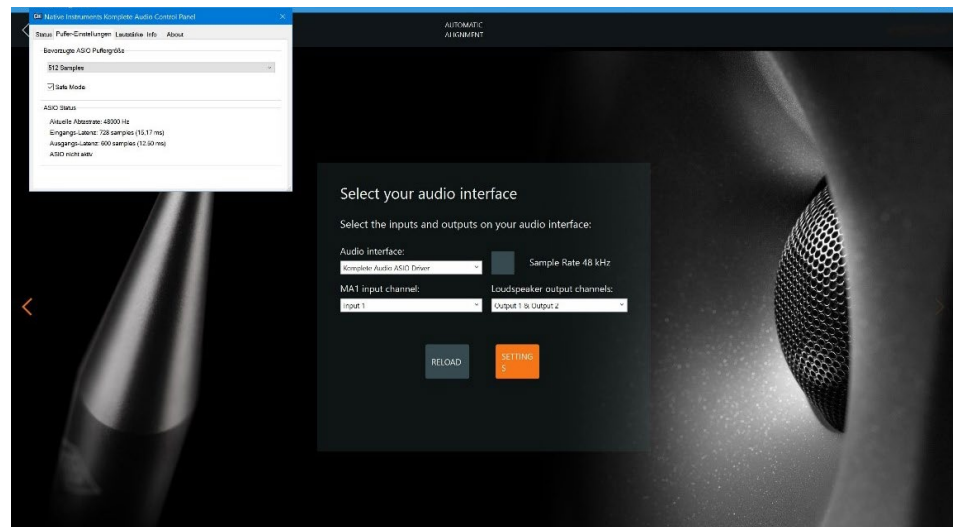 Native Instruments Komplete Audio Control Panel
Status Puffer-Einstellungen Lautstärke Info About
Bevorzugte ASIO Puffergröße
512 Samples
Safe Mode
ASIO Status
Aktuelle Abtastrate: 48000 Hz
Eingangs-Latenz: 728 samples (15.17 ms)
Ausgangs-Latenz: 600 samples (12.50 ms)
ASIO nicht aktiv
AUTOMATIC
ALIGNMENT
Select your audio interface
Select the inputs and outputs on your audio interface:
Audio interface:
Komplete Audio ASIO Driver
Sample Rate 48 kHz
MA1 input channel:
Loudspeaker output channels:
Input 1
Output 1 & Output 2
RELOAD
SETTING
S